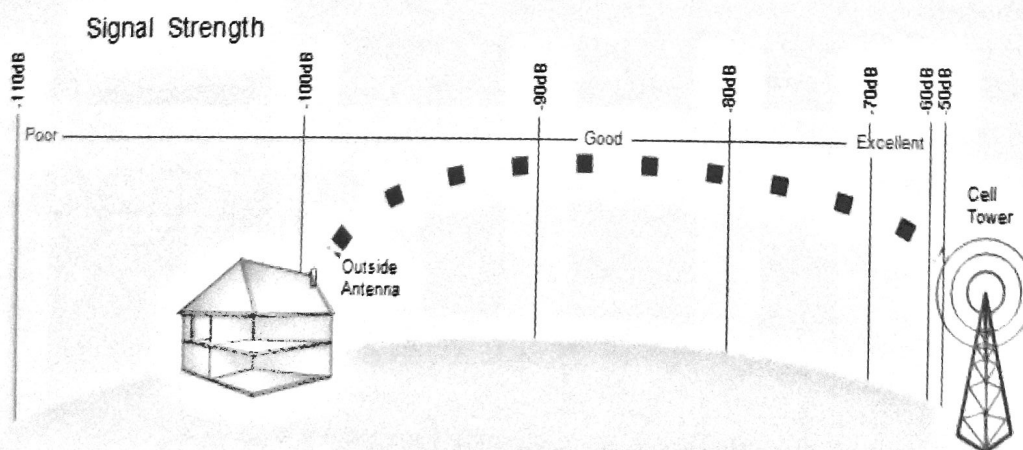 Signal Strength
-110dB
-100dB
-90dB
-80dB
-70dB
-60dB
-50dB
Poor
Good
Excellent
Cell
Tower
Outside
Antenna